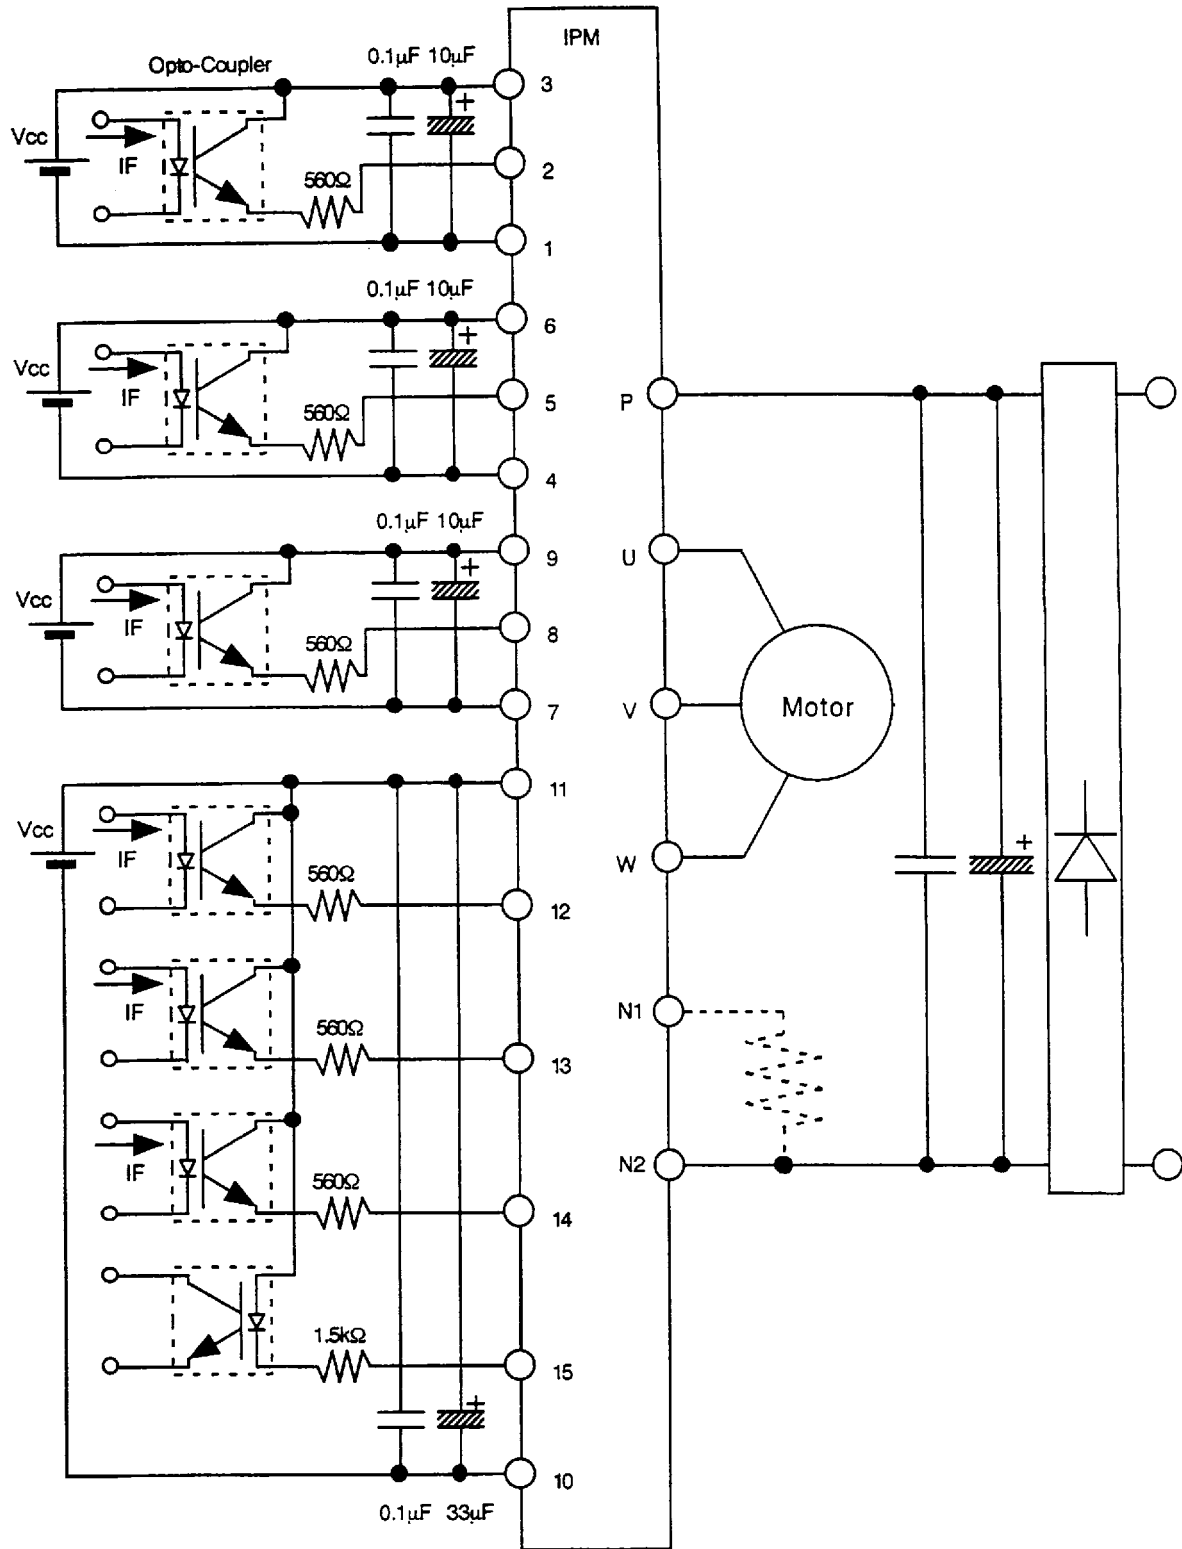 IPM
0.1µF 10µF
Opto-Coupler
3
+
Vcc
IF
2
560Ω
1
0.1µF 10µF
6
+
Vcc
IF
5
560Ω
4
P
0.1µF 10µF
9
+
U
Vcc
IF
8
560Ω
7
V
Motor
11
Vcc
IF
560Ω
12
W
+
IF
560Ω
13
N1
IF
560Ω
14
N2
1.5kΩ
15
+
10
0.1µF 33µF